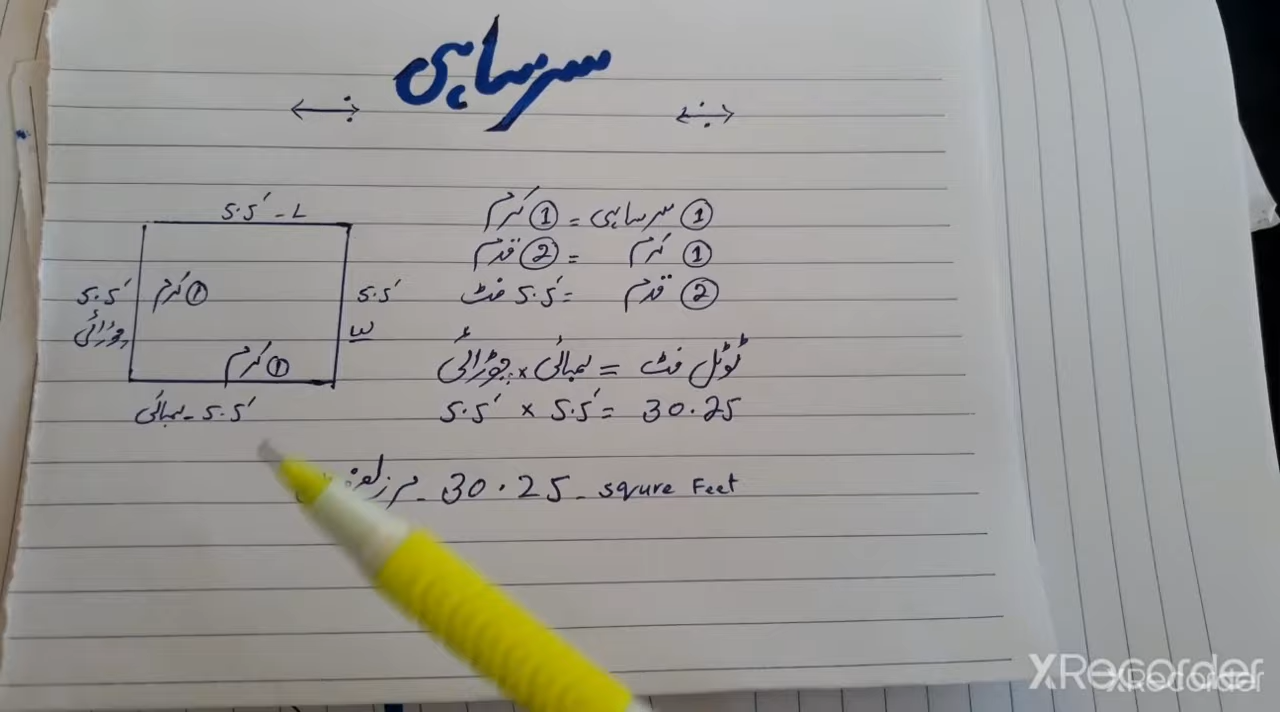 سرساہی
5.5' - L
① سرساہی = ① کرم
① کرم = ② قدم
② قدم = 5.5' فٹ
5.5'
① کرم
5.5'
چوڑائی
W
① کرم
ٹوٹل فٹ = لمبائی × چوڑائی
5.5' - لمبائی
5.5' × 5.5' = 30.25
مربع - 30.25 - squre Feet
XRecorder
XRecorder